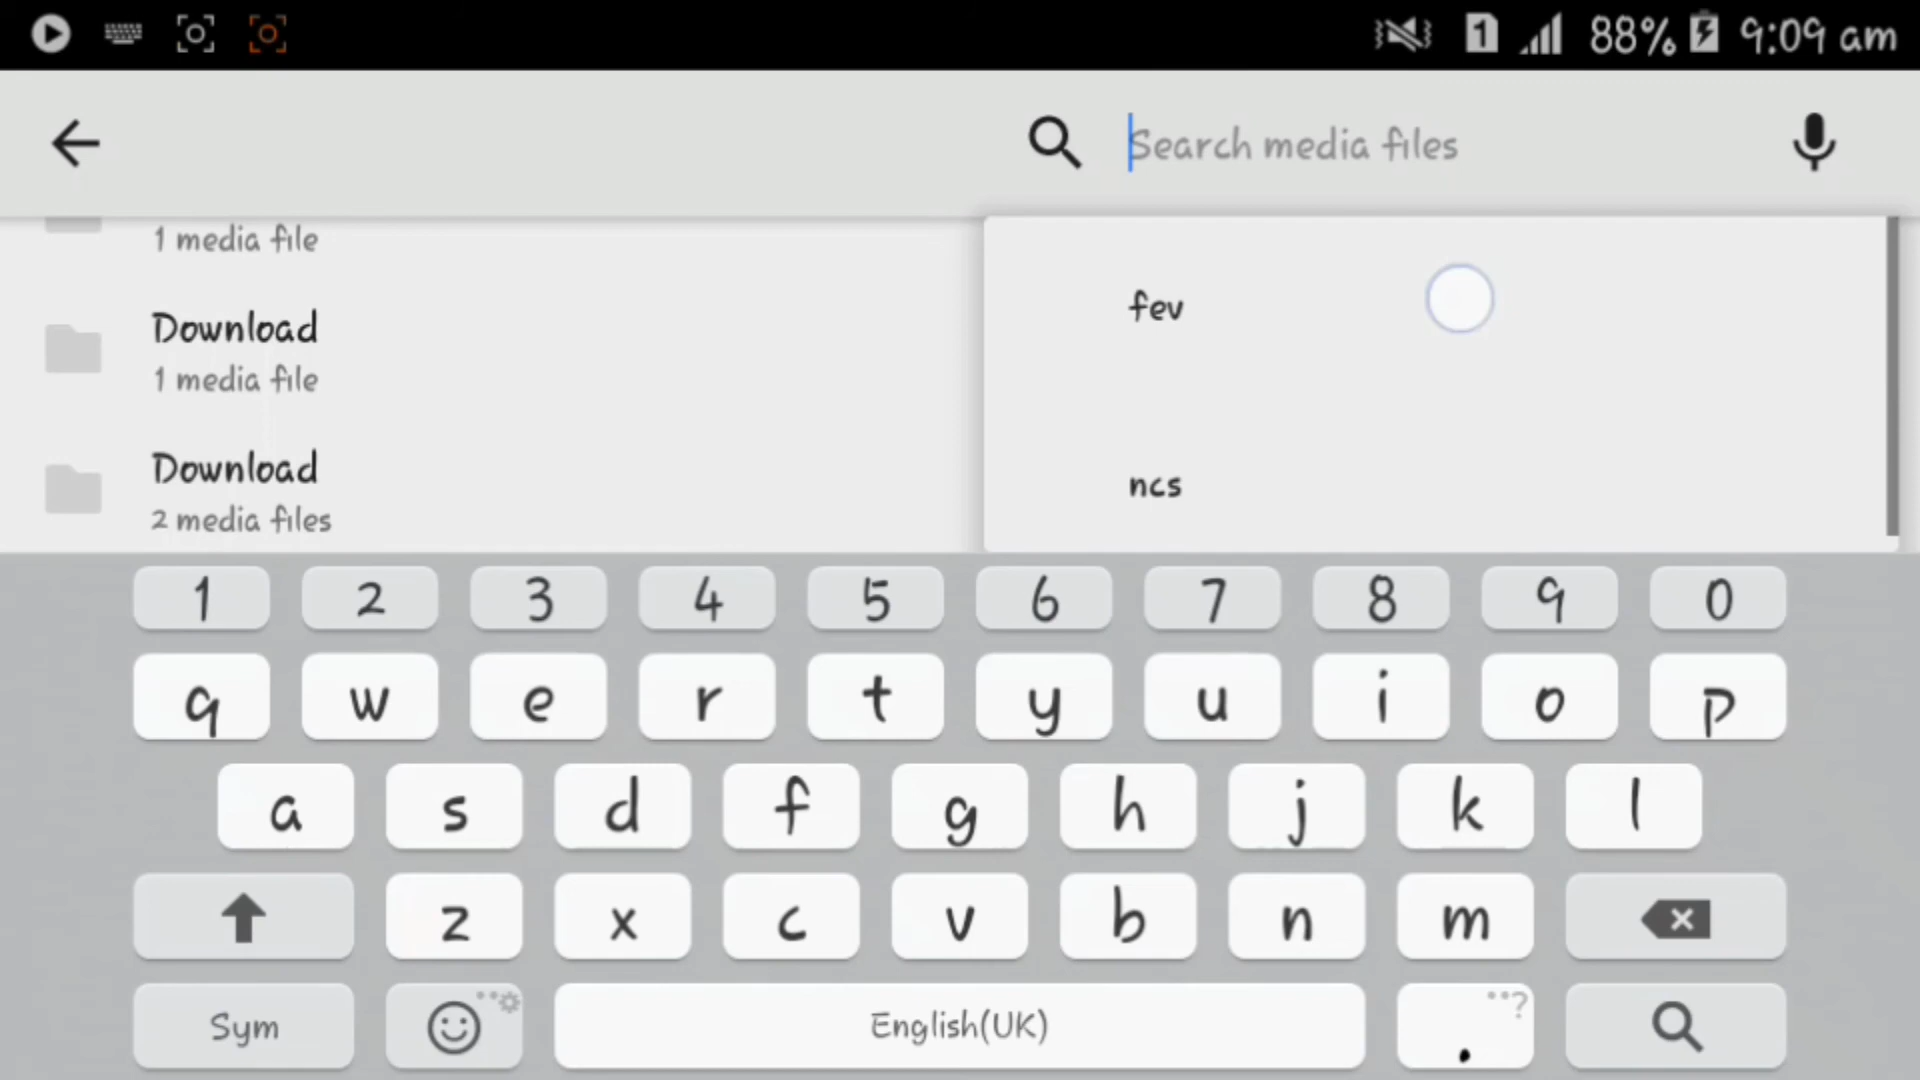 1 88% 9:09 am
Search media files
1 media file
fev
Download
1 media file
Download
ncs
2 media files
1 2 3 4 5 6 7 8 9 0
q w e r t y u i o p
a s d f g h j k l
z x c v b n m
Sym English(UK) . ?